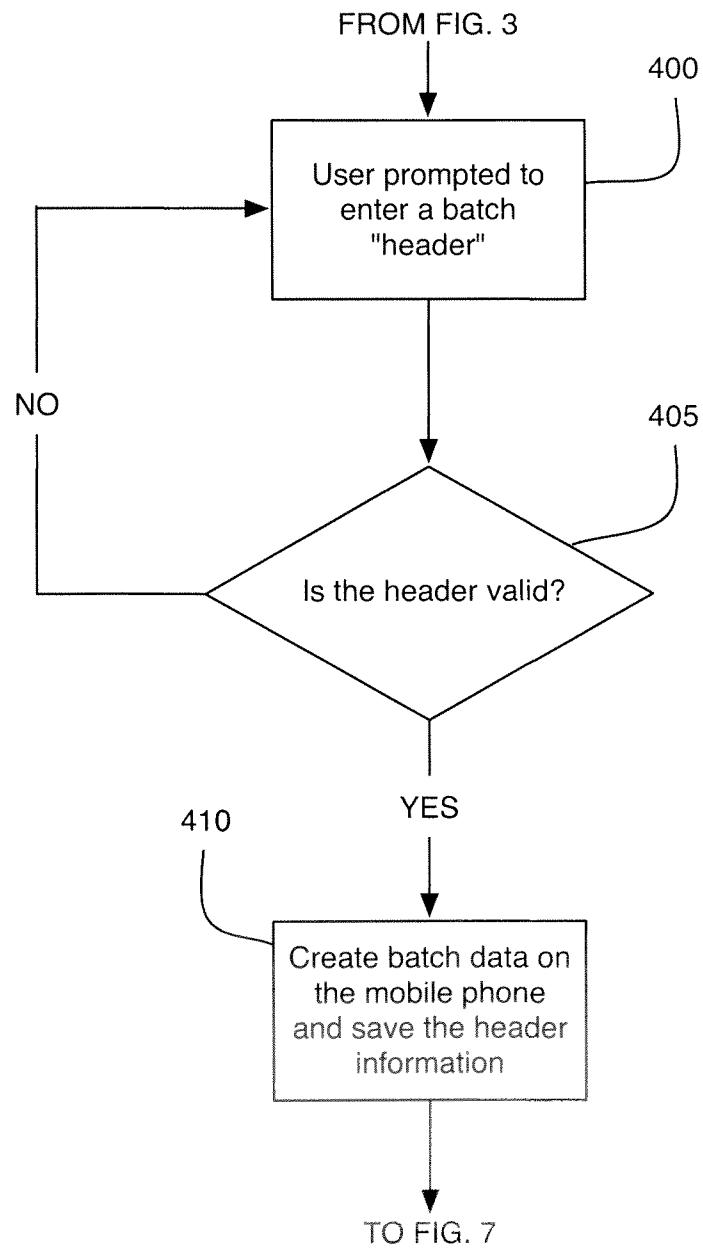 FROM FIG. 3
400
User prompted to
enter a batch
"header"
NO
405
Is the header valid?
YES
410
Create batch data on
the mobile phone
and save the header
information
TO FIG. 7